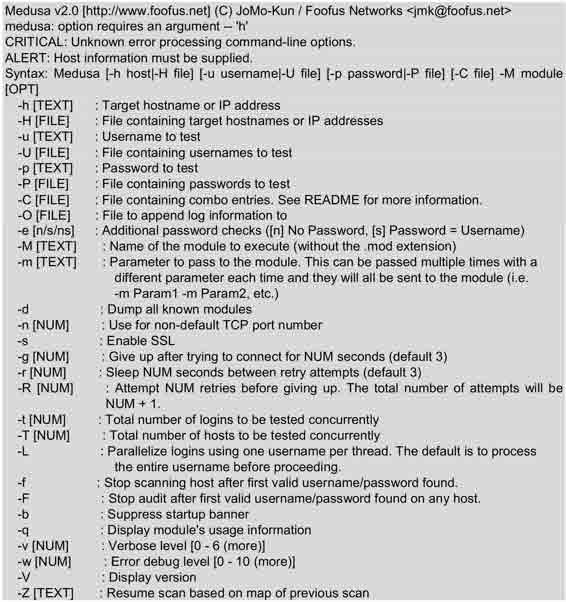 Medusa v2.0 [http://www.foofus.net] (C) JoMo-Kun / Foofus Networks <jmk@foofus.net>
medusa: option requires an argument -- 'h'
CRITICAL: Unknown error processing command-line options.
ALERT: Host information must be supplied.
Syntax: Medusa [-h host|-H file] [-u username|-U file] [-p password|-P file] [-C file] -M module
[OPT]
-h [TEXT] : Target hostname or IP address
-H [FILE] : File containing target hostnames or IP addresses
-u [TEXT] : Username to test
-U [FILE] : File containing usernames to test
-p [TEXT] : Password to test
-P [FILE] : File containing passwords to test
-C [FILE] : File containing combo entries. See README for more information.
-O [FILE] : File to append log information to
-e [n/s/ns] : Additional password checks ([n] No Password, [s] Password = Username)
-M [TEXT] : Name of the module to execute (without the .mod extension)
-m [TEXT] : Parameter to pass to the module. This can be passed multiple times with a
different parameter each time and they will all be sent to the module (i.e.
-m Param1 -m Param2, etc.)
-d : Dump all known modules
-n [NUM] : Use for non-default TCP port number
-s : Enable SSL
-g [NUM] : Give up after trying to connect for NUM seconds (default 3)
-r [NUM] : Sleep NUM seconds between retry attempts (default 3)
-R [NUM] : Attempt NUM retries before giving up. The total number of attempts will be
NUM + 1.
-t [NUM] : Total number of logins to be tested concurrently
-T [NUM] : Total number of hosts to be tested concurrently
-L : Parallelize logins using one username per thread. The default is to process
the entire username before proceeding.
-f : Stop scanning host after first valid username/password found.
-F : Stop audit after first valid username/password found on any host.
-b : Suppress startup banner
-q : Display module's usage information
-v [NUM] : Verbose level [0 - 6 (more)]
-w [NUM] : Error debug level [0 - 10 (more)]
-V : Display version
-Z [TEXT] : Resume scan based on map of previous scan